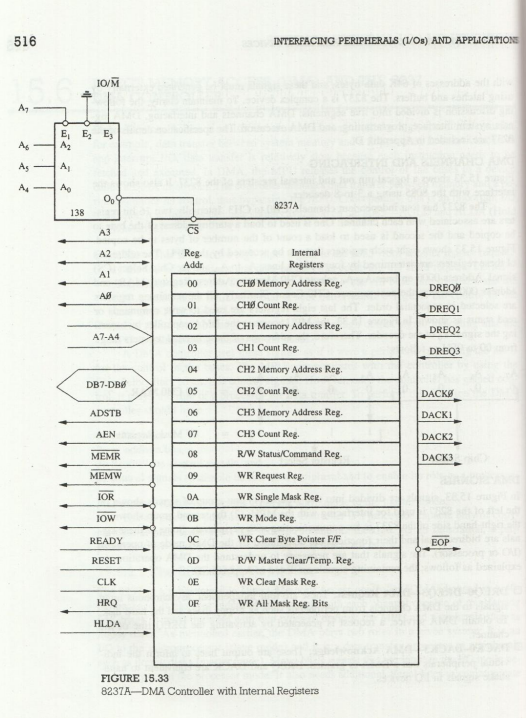 516
INTERFACING PERIPHERALS (I/Os) AND APPLICATIONS
IO/M̅
A7
E1 E2 E3
A6 A2
A5 A1
A4 A0
O0
138
8237A
C̅S̅
A3
A2
A1
AØ
A7-A4
DB7-DBØ
ADSTB
AEN
M̅E̅M̅R̅
M̅E̅M̅W̅
I̅O̅R̅
I̅O̅W̅
READY
RESET
CLK
HRQ
HLDA
Reg. Addr
Internal Registers
00 CHØ Memory Address Reg.
01 CHØ Count Reg.
02 CH1 Memory Address Reg.
03 CH1 Count Reg.
04 CH2 Memory Address Reg.
05 CH2 Count Reg.
06 CH3 Memory Address Reg.
07 CH3 Count Reg.
08 R/W Status/Command Reg.
09 WR Request Reg.
0A WR Single Mask Reg.
0B WR Mode Reg.
0C WR Clear Byte Pointer F/F
0D R/W Master Clear/Temp. Reg.
0E WR Clear Mask Reg.
0F WR All Mask Reg. Bits
DREQØ
DREQ1
DREQ2
DREQ3
DACKØ
DACK1
DACK2
DACK3
E̅O̅P̅
FIGURE 15.33
8237A—DMA Controller with Internal Registers